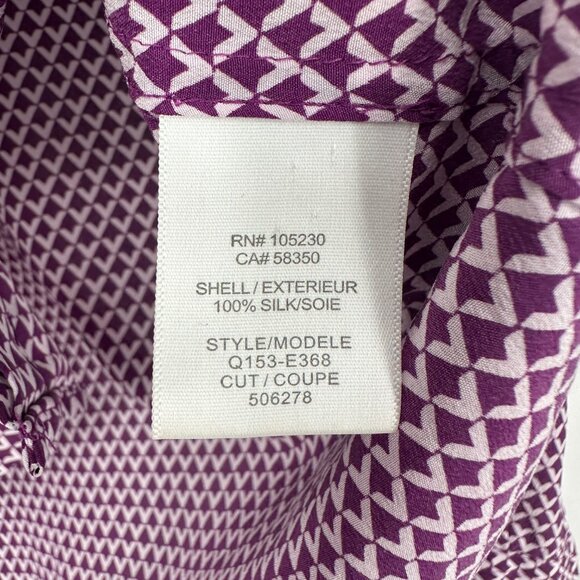 RN# 105230
CA# 58350
SHELL / EXTERIEUR
100% SILK/SOIE
STYLE/MODELE
Q153-E368
CUT / COUPE
506278